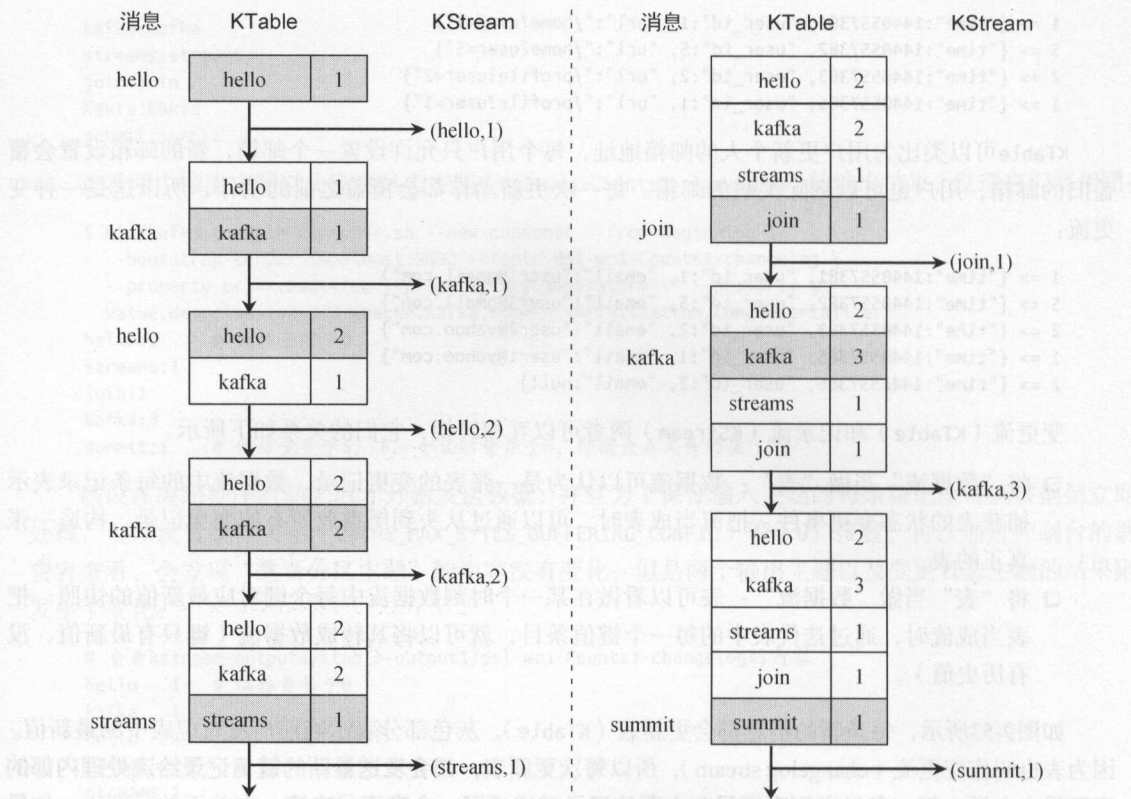 消息 KTable KStream
hello hello 1
(hello,1)
hello 1
kafka kafka 1
(kafka,1)
hello hello 2
kafka 1
(hello,2)
hello 2
kafka kafka 2
(kafka,2)
hello 2
kafka 2
streams streams 1
(streams,1)
消息 KTable KStream
hello 2
kafka 2
streams 1
join join 1
(join,1)
hello 2
kafka kafka 3
streams 1
join 1
(kafka,3)
hello 2
kafka 3
streams 1
join 1
summit summit 1
(summit,1)